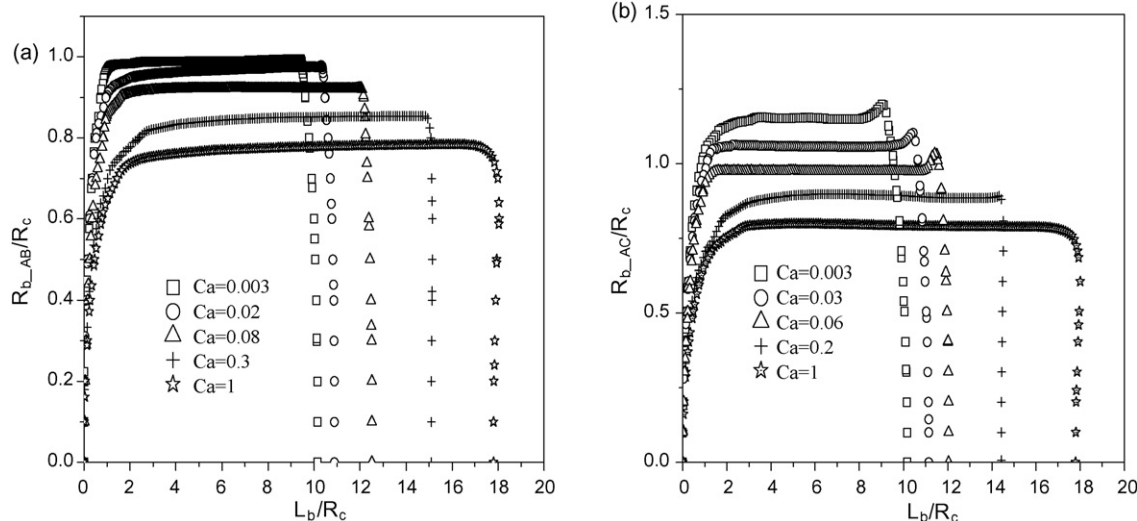 (a)
1.0
0.8
0.6
0.4
0.2
0.0
R_b_AB/R_c
Ca=0.003
Ca=0.02
Ca=0.08
Ca=0.3
Ca=1
0 2 4 6 8 10 12 14 16 18 20
L_b/R_c
(b)
1.5
1.0
0.5
0.0
R_b_AC/R_c
Ca=0.003
Ca=0.03
Ca=0.06
Ca=0.2
Ca=1
0 2 4 6 8 10 12 14 16 18 20
L_b/R_c